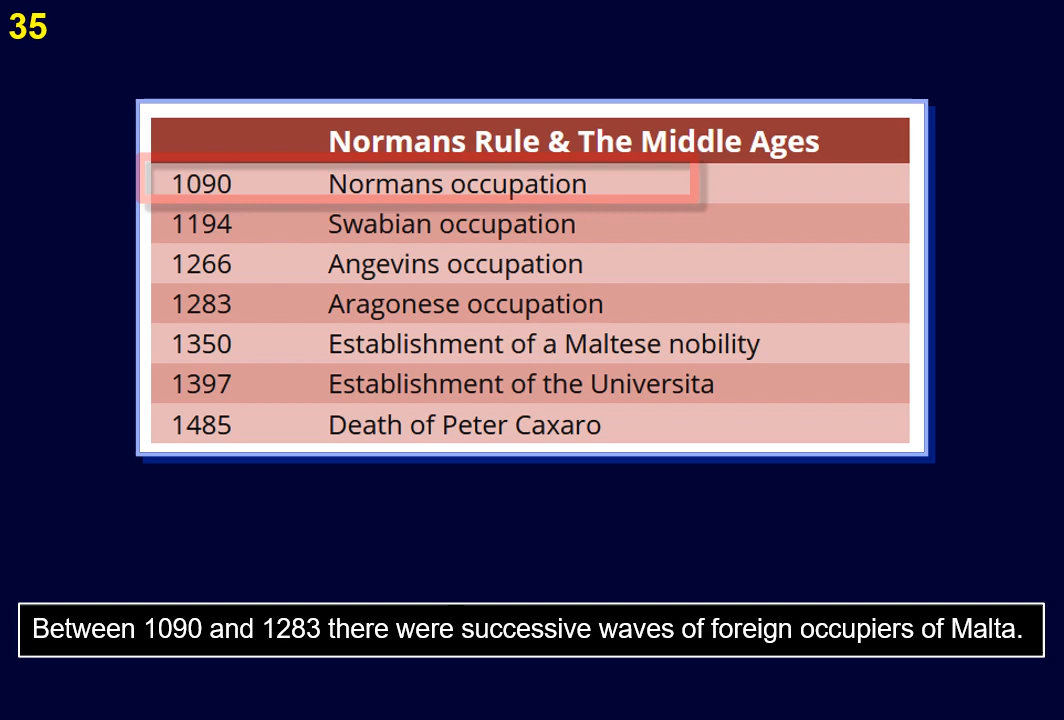 35
Normans Rule & The Middle Ages
1090 Normans occupation
1194 Swabian occupation
1266 Angevins occupation
1283 Aragonese occupation
1350 Establishment of a Maltese nobility
1397 Establishment of the Universita
1485 Death of Peter Caxaro
Between 1090 and 1283 there were successive waves of foreign occupiers of Malta.